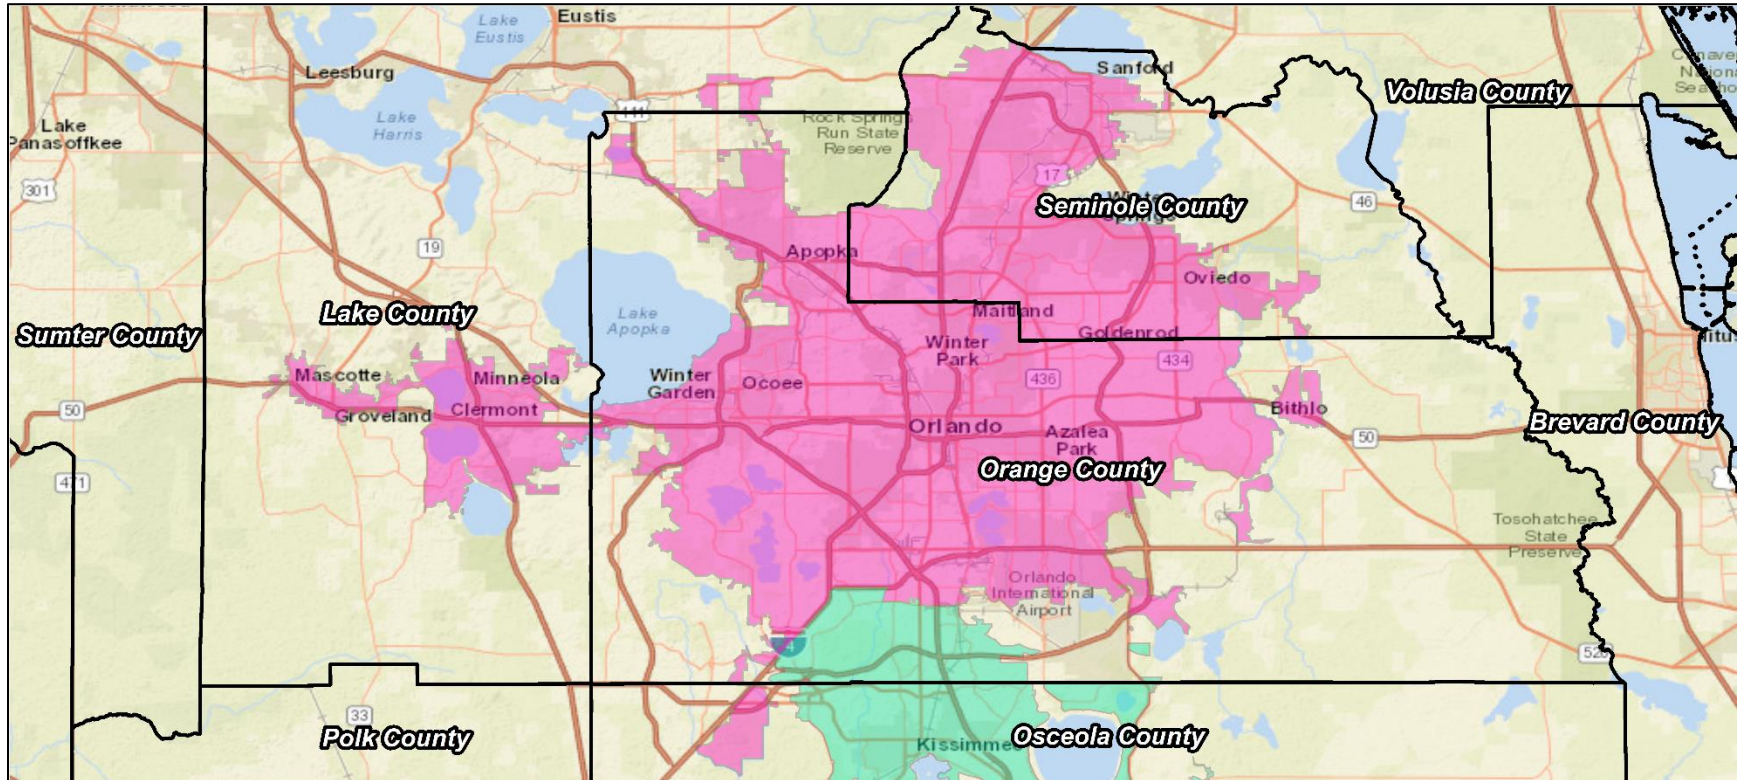 Lake
Eustis
Eustis
Leesburg
Sanford
Volusia County
Lake
Harris
441
Lake
Panasoffkee
Rock Springs
Run State
Reserve
301
17
Winter
Springs
Seminole County
46
19
Apopka
Oviedo
Lake County
Lake
Apopka
Maitland
Sumter County
Goldenrod
Winter
Park
434
Mascotte
Minneola
Winter
Garden
Ocoee
436
50
Groveland
Clermont
Bithlo
Orlando
Azalea
Park
50
Brevard County
Orange County
471
Tosohatchee
State
Preserve
Orlando
International
Airport
4
33
Polk County
Kissimmee
Osceola County